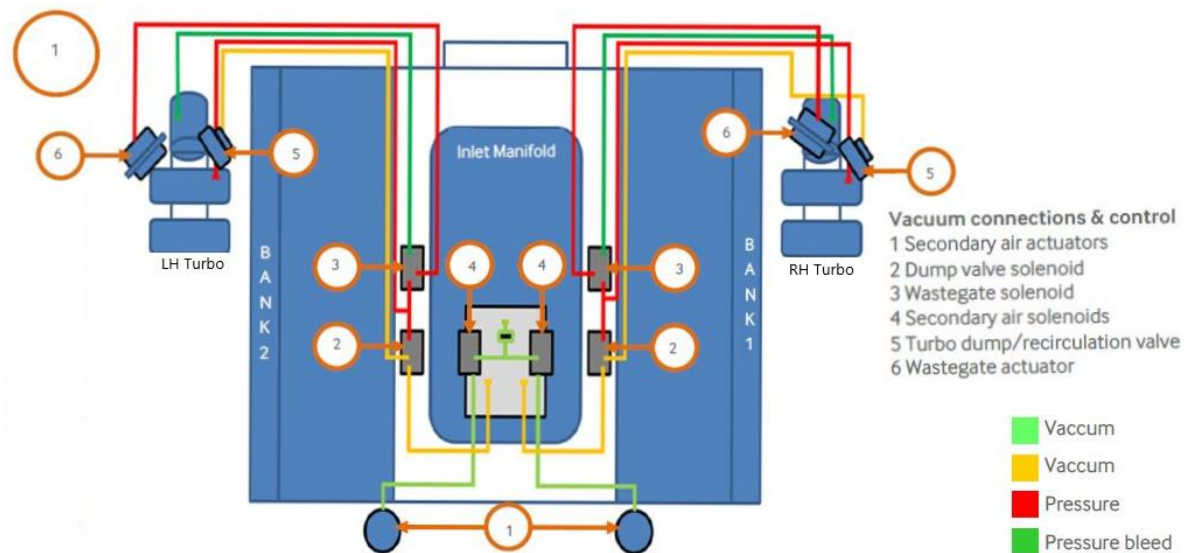 1
6
5
LH Turbo
BANK2
3
2
Inlet Manifold
4
4
3
2
BANK1
6
5
RH Turbo
1
Vacuum connections & control
1 Secondary air actuators
2 Dump valve solenoid
3 Wastegate solenoid
4 Secondary air solenoids
5 Turbo dump/recirculation valve
6 Wastegate actuator
Vaccum
Vaccum
Pressure
Pressure bleed